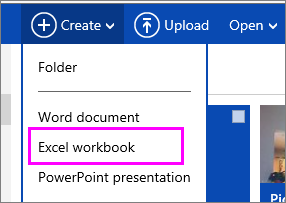 Create Upload Open
Folder
Word document
Excel workbook
PowerPoint presentation